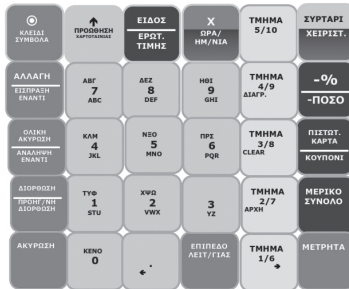 ΚΛΕΙΔΙ
ΣΥΜΒΟΛΑ
ΠΡΟΩΘΗΣΗ
ΧΑΡΤΟΤΑΙΝΙΑΣ
ΕΙΔΟΣ
ΕΡΩΤ.
ΤΙΜΗΣ
X
ΩΡΑ/
ΗΜ/ΝΙΑ
ΤΜΗΜΑ
5/10
ΣΥΡΤΑΡΙ
ΧΕΙΡΙΣΤ.
ΑΛΛΑΓΗ
ΕΙΣΠΡΑΞΗ
ΕΝΑΝΤΙ
ΑΒΓ
7
ABC
ΔΕΖ
8
DEF
ΗΘΙ
9
GHI
ΤΜΗΜΑ
4/9
ΔΙΑΓΡ.
-%
-ΠΟΣΟ
ΟΛΙΚΗ
ΑΚΥΡΩΣΗ
ΑΝΑΛΗΨΗ
ΕΝΑΝΤΙ
ΚΛΜ
4
JKL
ΝΞΟ
5
MNO
ΠΡΣ
6
PQR
ΤΜΗΜΑ
3/8
CLEAR
ΠΙΣΤΩΤ.
ΚΑΡΤΑ
ΚΟΥΠΟΝΙ
ΔΙΟΡΘΩΣΗ
ΠΡΟΗΓ/ΝΗ
ΔΙΟΡΘΩΣΗ
ΤΥΦ
1
STU
ΧΨΩ
2
VWX
3
YZ
ΤΜΗΜΑ
2/7
ΑΡΧΗ
ΜΕΡΙΚΟ
ΣΥΝΟΛΟ
ΑΚΥΡΩΣΗ
ΚΕΝΟ
0
.
ΕΠΙΠΕΔΟ
ΛΕΙΤ/ΓΙΑΣ
ΤΜΗΜΑ
1/6
ΜΕΤΡΗΤΑ